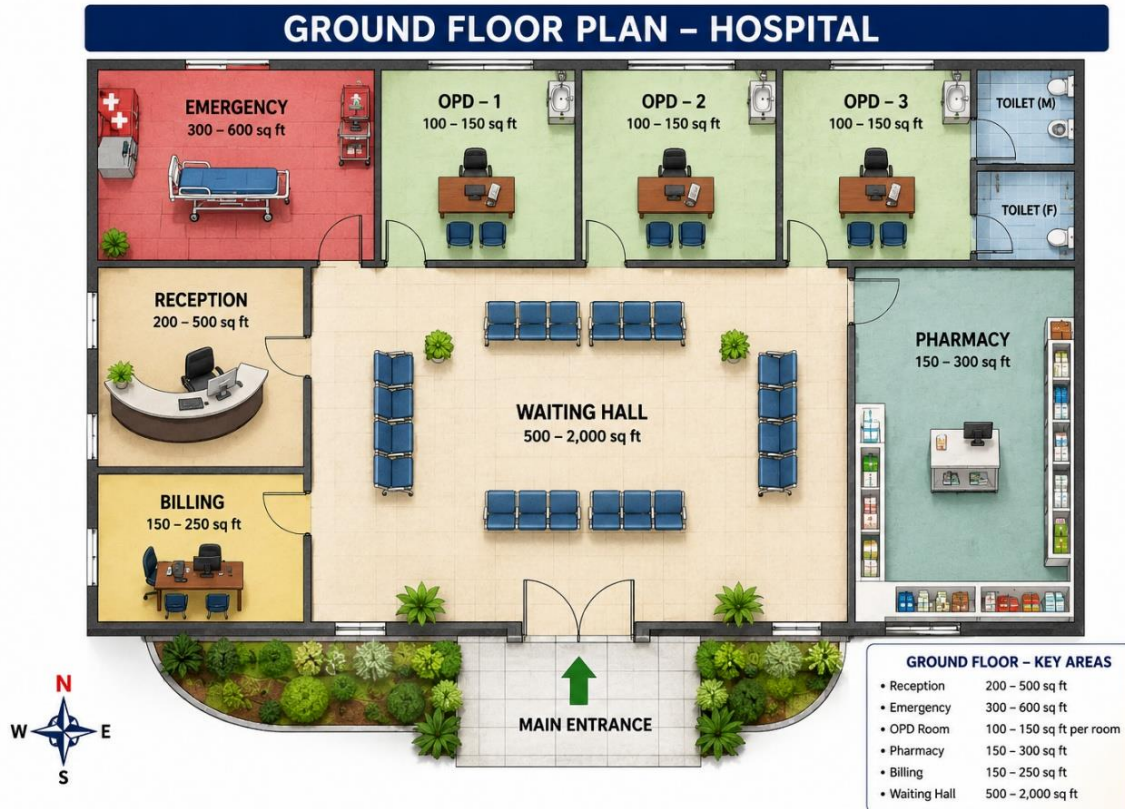 GROUND FLOOR PLAN – HOSPITAL
EMERGENCY
300 – 600 sq ft
OPD – 1
100 – 150 sq ft
OPD – 2
100 – 150 sq ft
OPD – 3
100 – 150 sq ft
TOILET (M)
TOILET (F)
RECEPTION
200 – 500 sq ft
WAITING HALL
500 – 2,000 sq ft
PHARMACY
150 – 300 sq ft
BILLING
150 – 250 sq ft
MAIN ENTRANCE
N
W
E
S
GROUND FLOOR – KEY AREAS
• Reception 200 – 500 sq ft
• Emergency 300 – 600 sq ft
• OPD Room 100 – 150 sq ft per room
• Pharmacy 150 – 300 sq ft
• Billing 150 – 250 sq ft
• Waiting Hall 500 – 2,000 sq ft